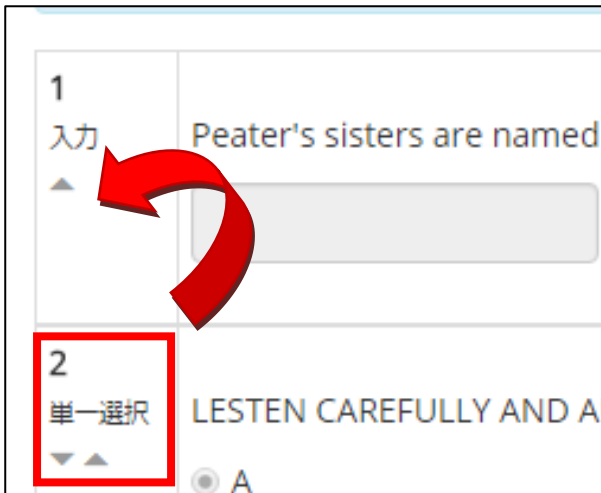 1
入力
Peater's sisters are named
2
単一選択
LESTEN CAREFULLY AND A
A